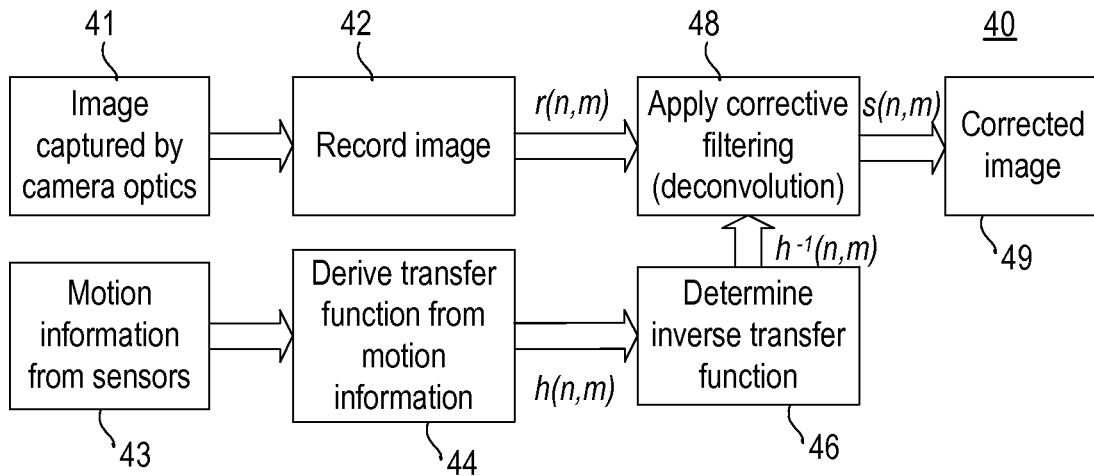 41
42
48
40
Image
captured by
camera optics
Record image
r(n,m)
Apply corrective
filtering
(deconvolution)
s(n,m)
Corrected
image
49
Motion
information
from sensors
43
Derive transfer
function from
motion
information
44
h(n,m)
h⁻¹(n,m)
Determine
inverse transfer
function
46